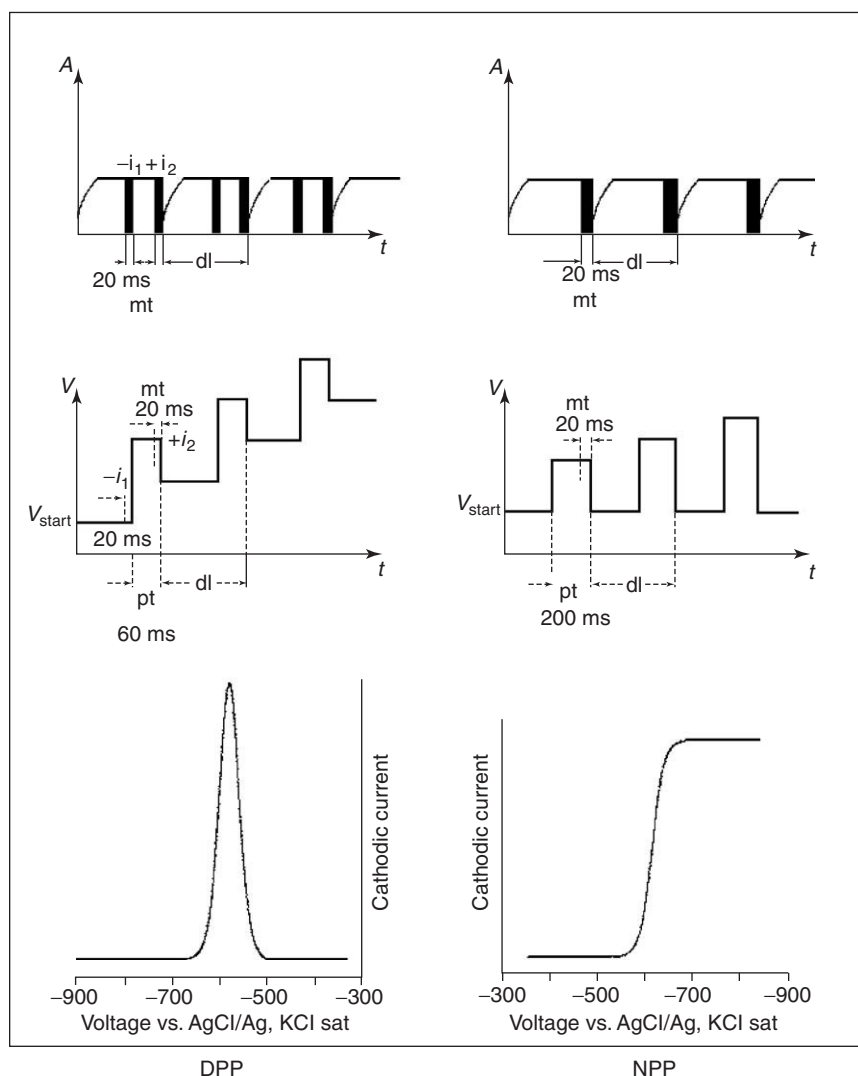 A
−i1 + i2
t
20 ms
dl
mt
A
t
20 ms
dl
mt
V
mt
20 ms
+i2
−i1
Vstart
20 ms
t
pt
dl
60 ms
V
mt
20 ms
Vstart
t
pt
dl
200 ms
Cathodic current
−900 −700 −500 −300
Voltage vs. AgCl/Ag, KCl sat
DPP
Cathodic current
−300 −500 −700 −900
Voltage vs. AgCl/Ag, KCl sat
NPP